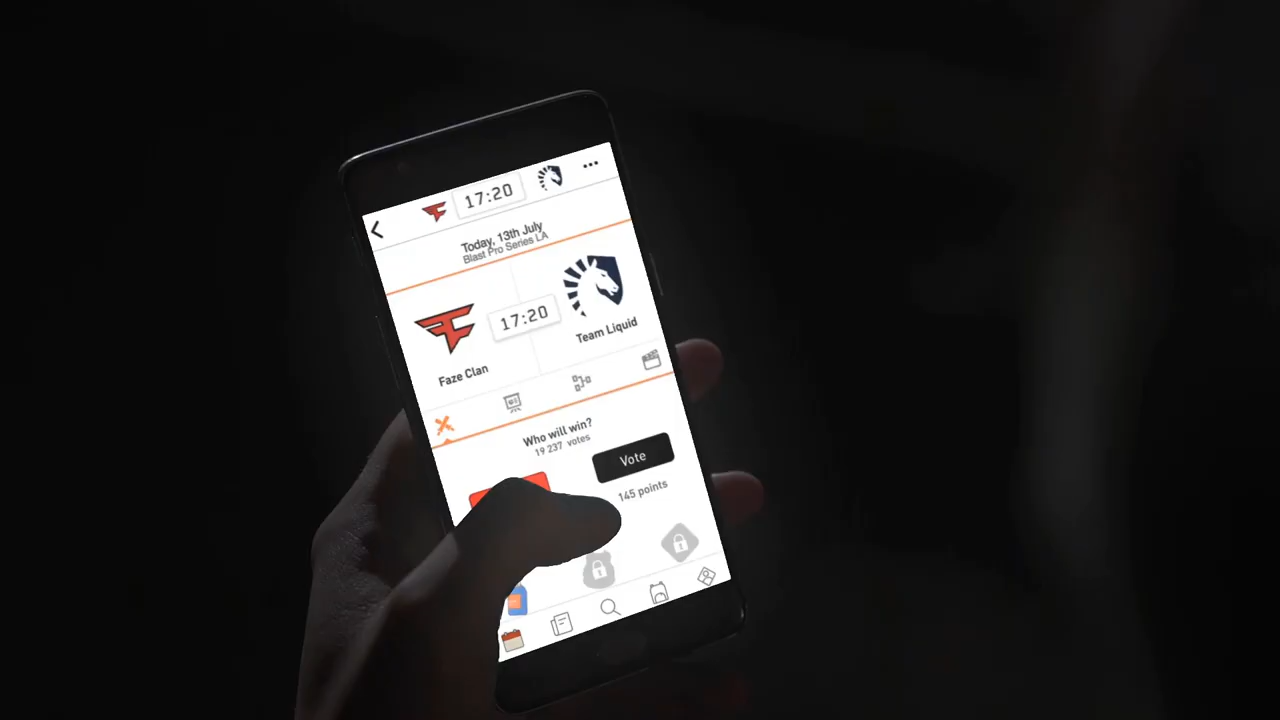 17:20
Today, 13th July
Blast Pro Series LA
17:20
Faze Clan
Team Liquid
Who will win?
19 237 votes
Vote
145 points